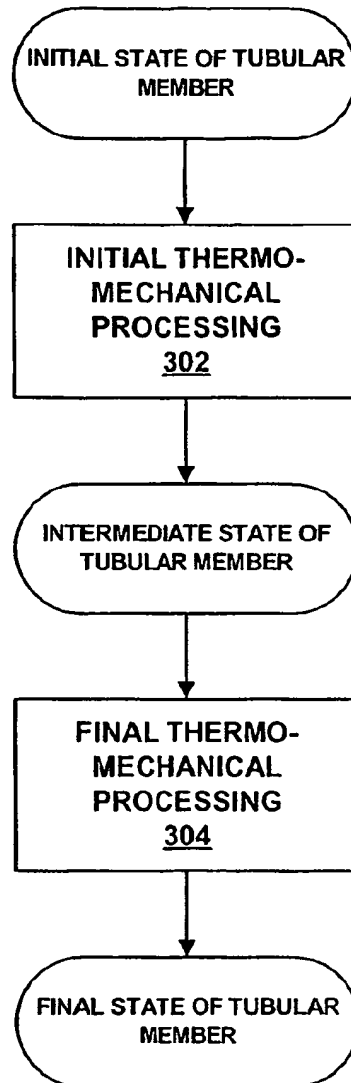 INITIAL STATE OF TUBULAR
MEMBER
INITIAL THERMO-
MECHANICAL
PROCESSING
302
INTERMEDIATE STATE OF
TUBULAR MEMBER
FINAL THERMO-
MECHANICAL
PROCESSING
304
FINAL STATE OF TUBULAR
MEMBER